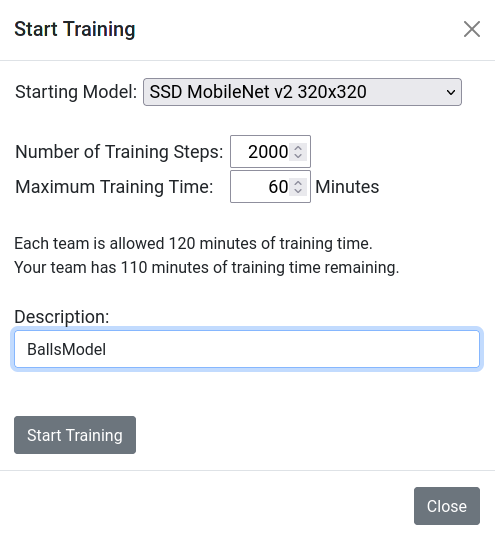 Start Training
Starting Model: SSD MobileNet v2 320x320
Number of Training Steps: 2000
Maximum Training Time: 60 Minutes
Each team is allowed 120 minutes of training time.
Your team has 110 minutes of training time remaining.
Description:
BallsModel
Start Training
Close